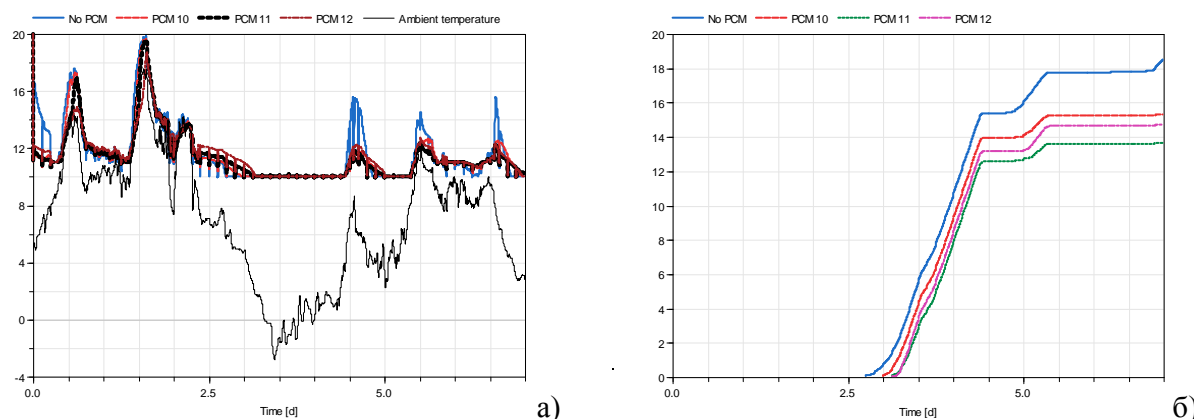 No PCM PCM 10 PCM 11 PCM 12 Ambient temperature
20
16
12
8
4
0
-4
0.0 2.5 5.0
Time [d]
а)
No PCM PCM 10 PCM 11 PCM 12
20
18
16
14
12
10
8
6
4
2
0
0.0 5.0
Time [d]
б)